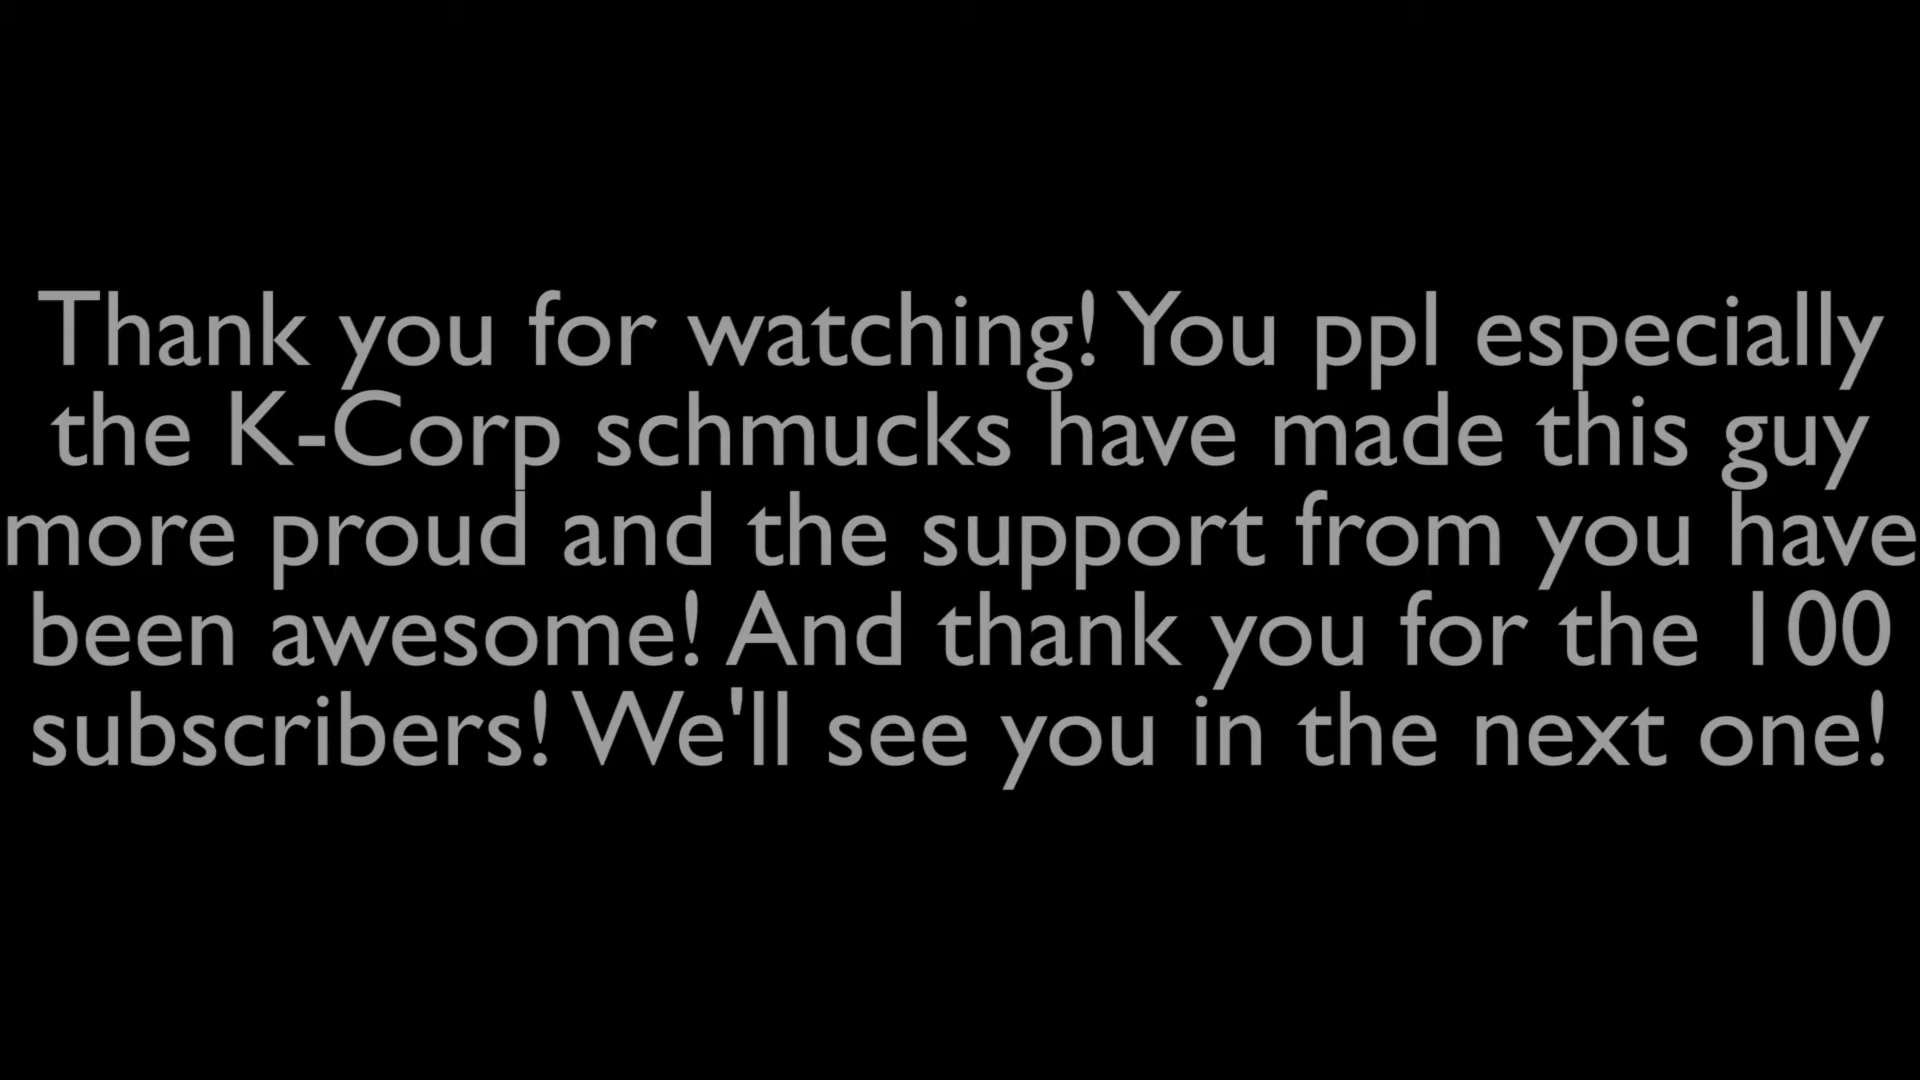 Thank you for watching! You ppl especially
the K-Corp schmucks have made this guy
more proud and the support from you have
been awesome! And thank you for the 100
subscribers! We'll see you in the next one!